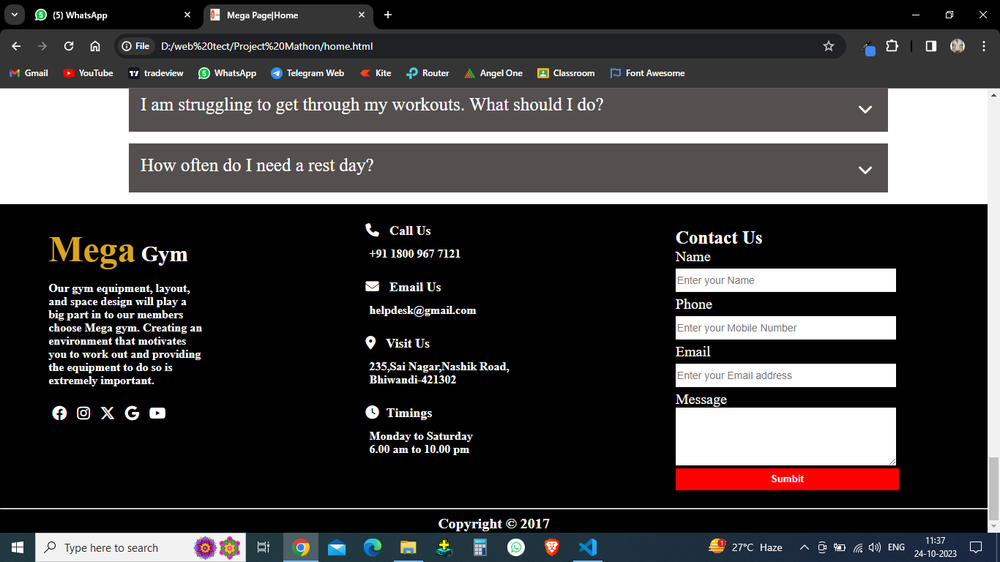 (5) WhatsApp
Mega Page|Home
File
D:/web%20tect/Project%20Mathon/home.html
Gmail
YouTube
tradeview
WhatsApp
Telegram Web
Kite
Router
Angel One
Classroom
Font Awesome
I am struggling to get through my workouts. What should I do?
How often do I need a rest day?
Mega Gym
Our gym equipment, layout,
and space design will play a
big part in to our members
choose Mega gym. Creating an
environment that motivates
you to work out and providing
the equipment to do so is
extremely important.
Call Us
+91 1800 967 7121
Email Us
helpdesk@gmail.com
Visit Us
235,Sai Nagar,Nashik Road,
Bhiwandi-421302
Timings
Monday to Saturday
6.00 am to 10.00 pm
Contact Us
Name
Enter your Name
Phone
Enter your Mobile Number
Email
Enter your Email address
Message
Sumbit
Copyright © 2017
Type here to search
27°C Haze
ENG
11:37
24-10-2023